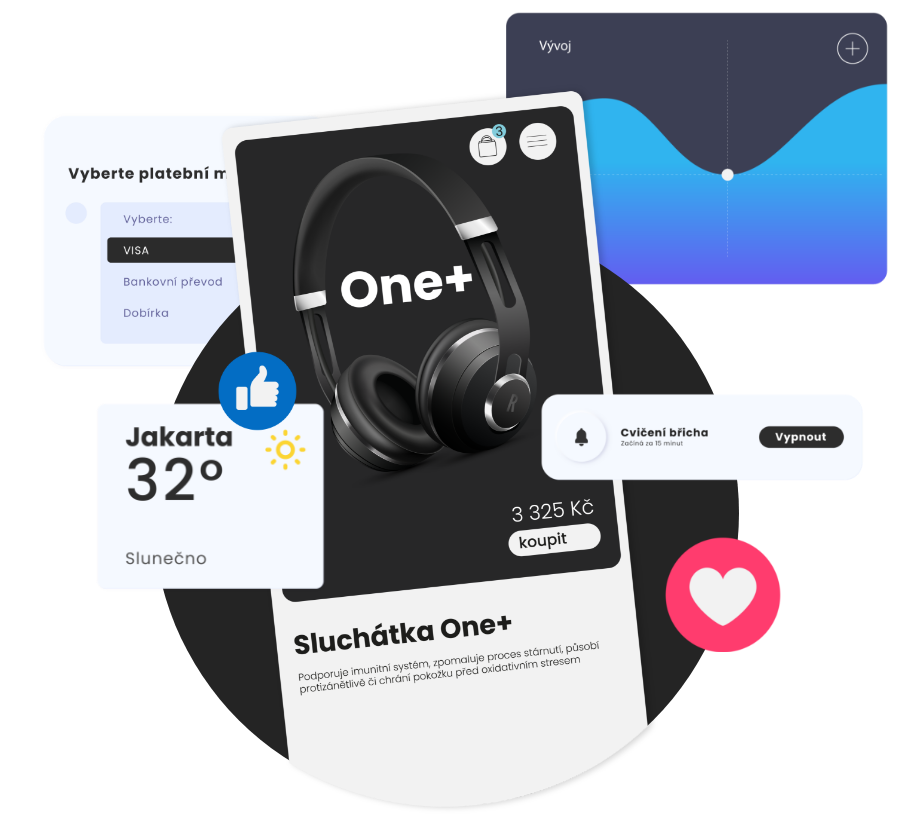 Vývoj
Vyberte platební m
Vyberte:
VISA
Bankovní převod
Dobírka
3
One+
R
Jakarta
32°
Slunečno
Cvičení břicha
Začíná za 15 minut
Vypnout
3 325 Kč
koupit
Sluchátka One+
Podporuje imunitní systém, zpomaluje proces stárnutí, působí
protizánětlivě či chrání pokožku před oxidativním stresem